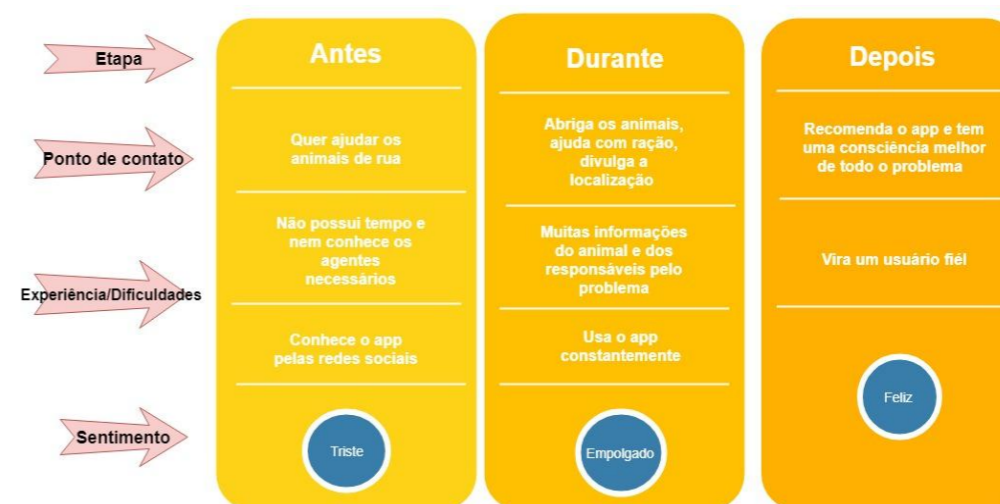 Etapa
Antes
Durante
Depois
Ponto de contato
Quer ajudar os
animais de rua
Abriga os animais,
ajuda com ração,
divulga a
localização
Recomenda o app e tem
uma consciência melhor
de todo o problema
Experiência/Dificuldades
Não possui tempo e
nem conhece os
agentes
necessários
Muitas informações
do animal e dos
responsáveis pelo
problema
Vira um usuário fiél
Conhece o app
pelas redes sociais
Usa o app
constantemente
Sentimento
Triste
Empolgado
Feliz